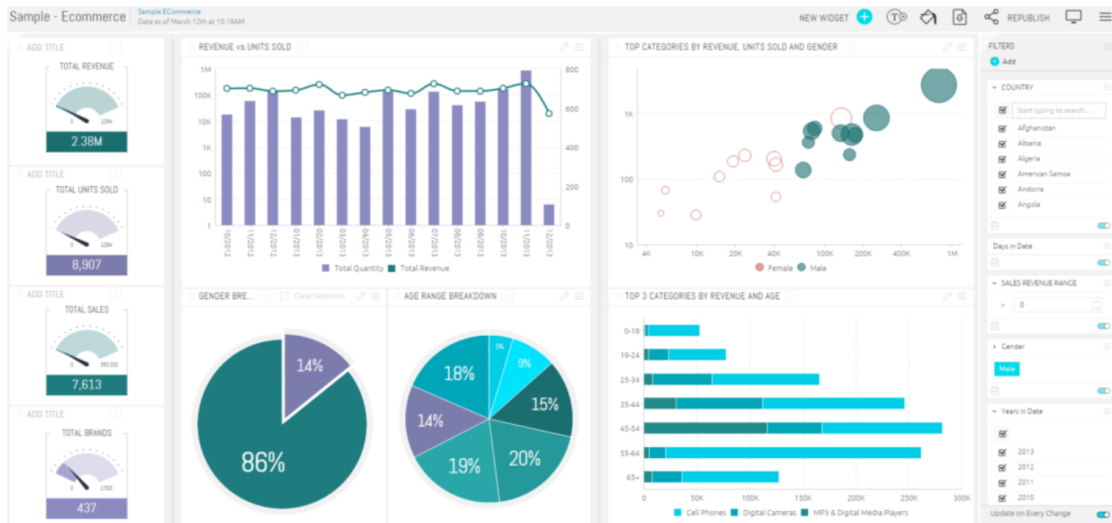 Sample - Ecommerce
Sample ECommerce
Data as of March 12th at 10:18AM
NEW WIDGET
REPUBLISH
ADD TITLE
TOTAL REVENUE
0 125M
2.38M
ADD TITLE
TOTAL UNITS SOLD
0 125M
8,907
ADD TITLE
TOTAL SALES
0
7,613
ADD TITLE
TOTAL BRANDS
0 2,500
437
REVENUE vs UNITS SOLD
1M
100K
10K
1K
100
10
1
800
600
400
200
0
10/2012
11/2012
12/2012
01/2013
02/2013
03/2013
04/2013
05/2013
06/2013
07/2013
08/2013
09/2013
10/2013
11/2013
12/2013
Total Quantity Total Revenue
TOP CATEGORIES BY REVENUE, UNITS SOLD AND GENDER
1K
100
10
4K 10K 20K 40K 100K 200K 400K 1M
Female Male
GENDER BRE... Clear Selection
14%
86%
AGE RANGE BREAKDOWN
5%
9%
15%
20%
19%
14%
18%
TOP 3 CATEGORIES BY REVENUE AND AGE
0-18
19-24
25-34
35-44
45-54
55-64
65+
0 50K 100K 150K 200K 250K 300K
Cell Phones Digital Cameras MP3 & Digital Media Players
FILTERS
Add
COUNTRY
Start typing to search...
Afghanistan
Albania
Algeria
American Samoa
Andorra
Angola
Days in Date
SALES REVENUE RANGE
> 0
Gender
Male
Years in Date
2013
2012
2011
2010
Update on Every Change